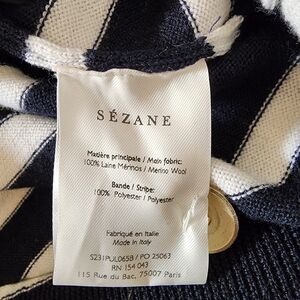 SÉZANE
Matière principale / Main fabric:
100% Laine Mérinos / Merino Wool
Bande / Stripe:
100% Polyester / Polyester
Fabriqué en Italie
Made in Italy
S231PUL065B / PO 25063
RN 154 043
115 Rue du Bac, 75007 Paris